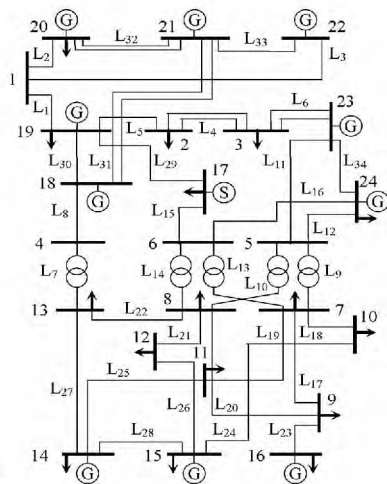 G G G
20 21 22
L32 L33
L2 L3
1
L1 L6 23
G L5 L4 G
19 2 3
L30 L31 L29 L11 L34
18 17 24
G S L16 G
L8 L15 L12
4 6 5
L7 L14 L13 L10 L9
13 8 7 10
L22
12 L21 11 L19 L18
L25 L17
L27 L26 L20 9
L28 L24 L23
14 15 16
G G G